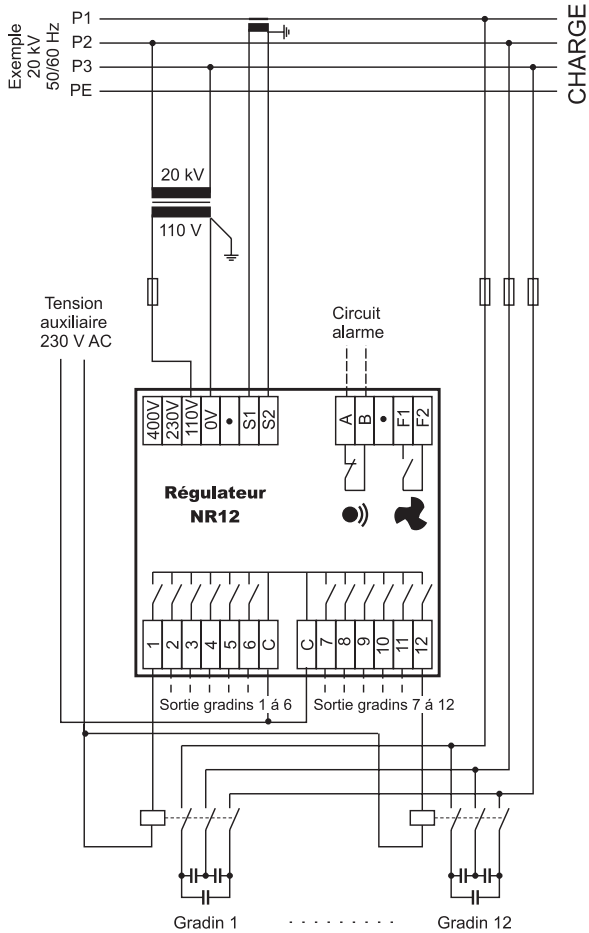 Exemple
20 kV
50/60 Hz
P1
P2
P3
PE
CHARGE
20 kV
110 V
Tension
auxiliaire
230 V AC
Circuit
alarme
400V
230V
110V
0V
•
S1
S2
A
B
•
F1
F2
Régulateur
NR12
1
2
3
4
5
6
C
C
7
8
9
10
11
12
Sortie gradins 1 á 6
Sortie gradins 7 á 12
Gradin 1 . . . . . . . . . . Gradin 12